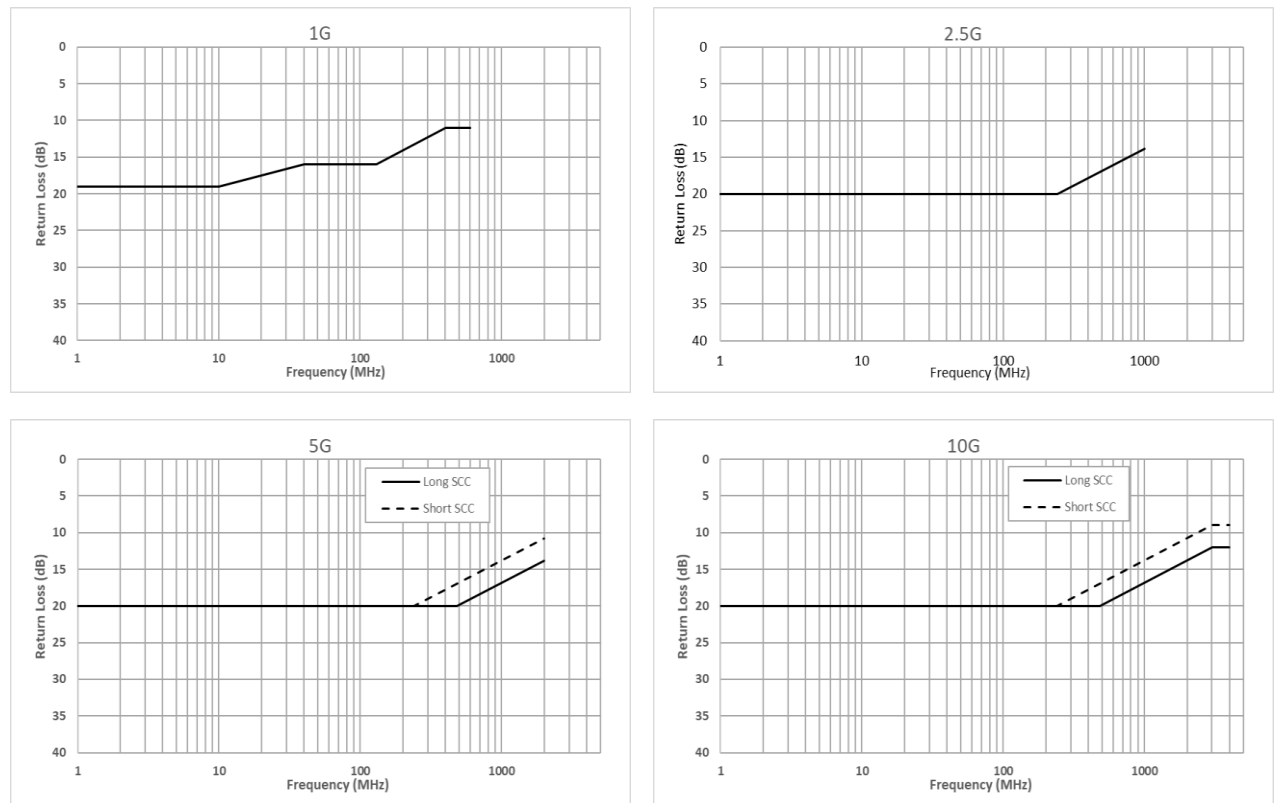 1G
0
5
10
15
20
25
30
35
40
Return Loss (dB)
1 10 100 1000
Frequency (MHz)
2.5G
0
5
10
15
20
25
30
35
40
Return Loss (dB)
1 10 100 1000
Frequency (MHz)
5G
Long SCC
Short SCC
0
5
10
15
20
25
30
35
40
Return Loss (dB)
1 10 100 1000
Frequency (MHz)
10G
Long SCC
Short SCC
0
5
10
15
20
25
30
35
40
Return Loss (dB)
1 10 100 1000
Frequency (MHz)